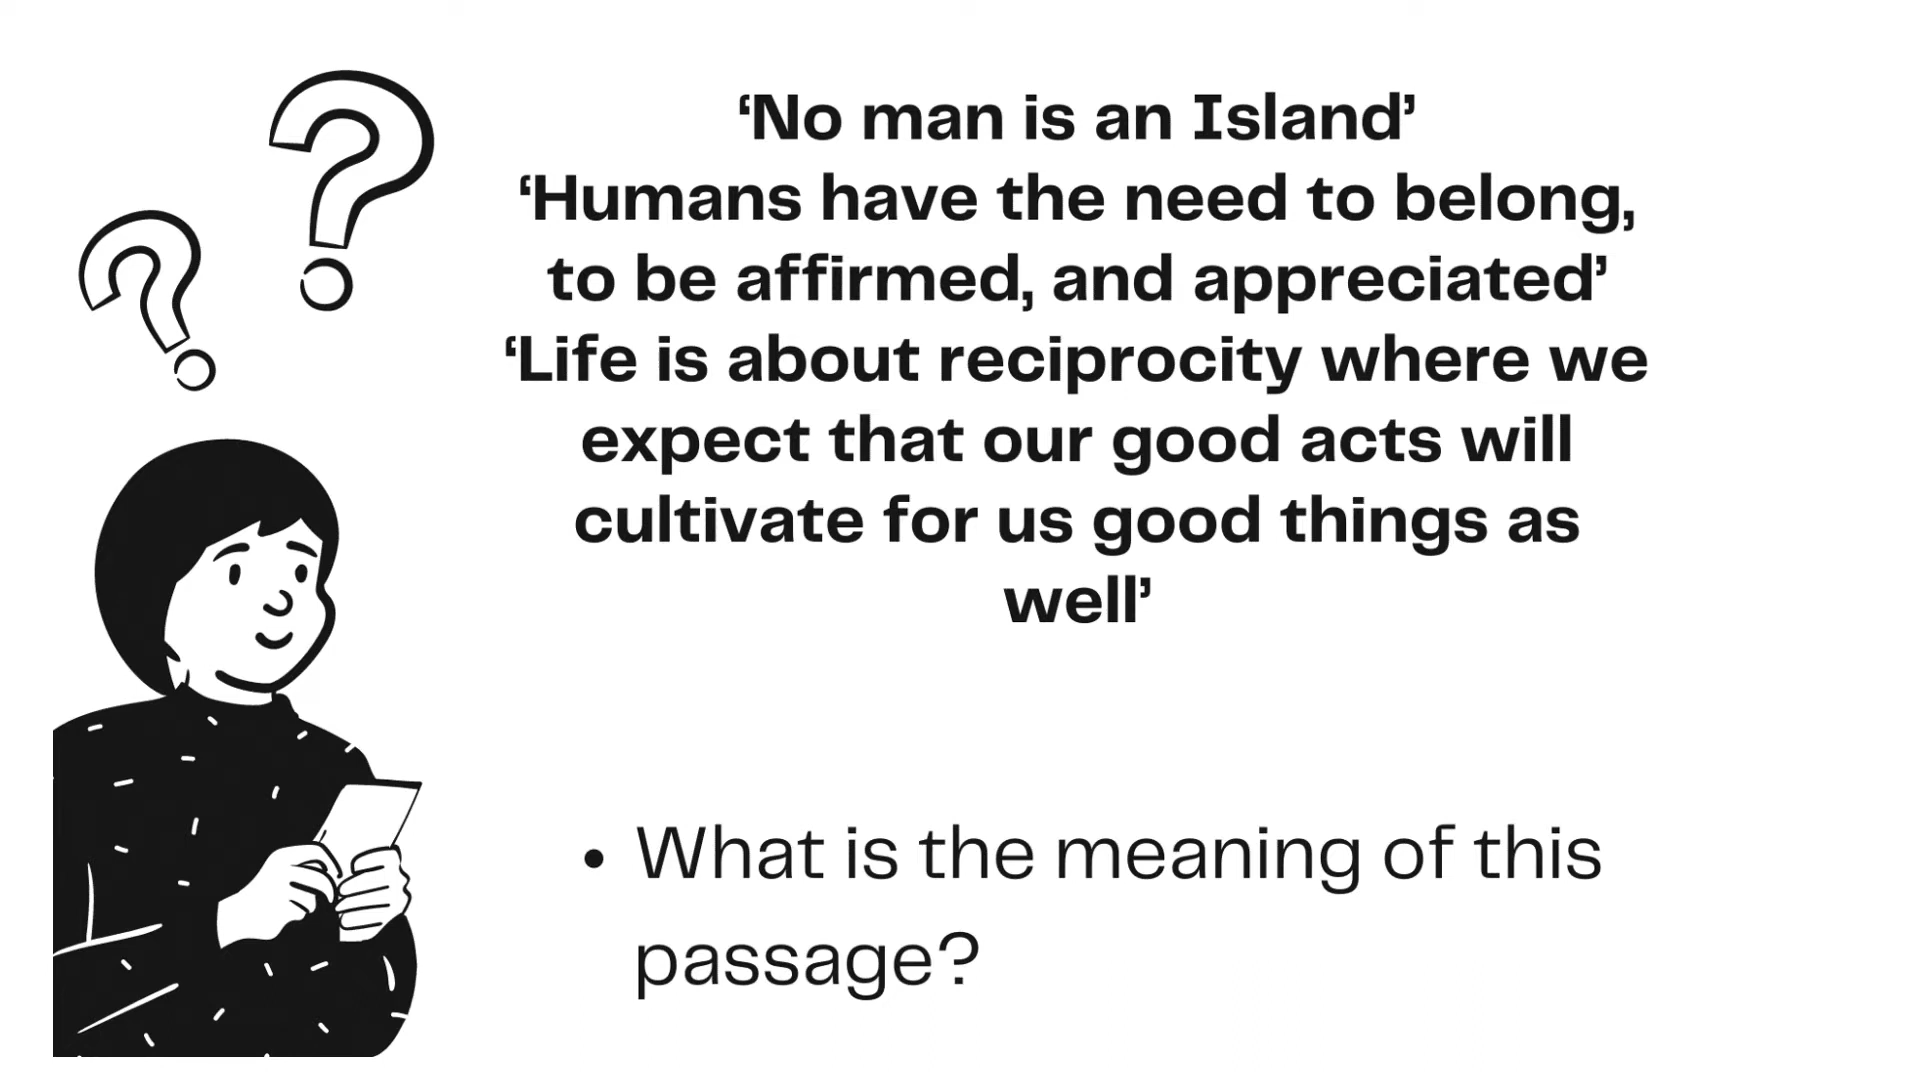 ‘No man is an Island’
‘Humans have the need to belong,
to be affirmed, and appreciated’
‘Life is about reciprocity where we
expect that our good acts will
cultivate for us good things as
well’
• What is the meaning of this
passage?